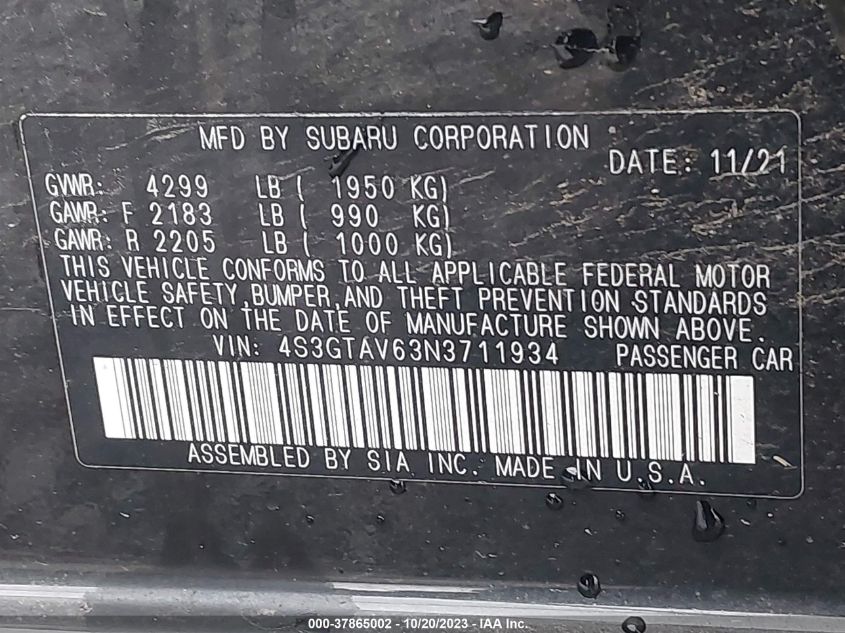 MFD BY SUBARU CORPORATION
DATE: 11/21
GVWR: 4299 LB ( 1950 KG)
GAWR: F 2183 LB ( 990 KG)
GAWR: R 2205 LB ( 1000 KG)
THIS VEHICLE CONFORMS TO ALL APPLICABLE FEDERAL MOTOR
VEHICLE SAFETY, BUMPER, AND THEFT PREVENTION STANDARDS
IN EFFECT ON THE DATE OF MANUFACTURE SHOWN ABOVE.
VIN: 4S3GTAV63N3711934 PASSENGER CAR
ASSEMBLED BY SIA INC. MADE IN U.S.A.
000-37865002 - 10/20/2023 - IAA Inc.